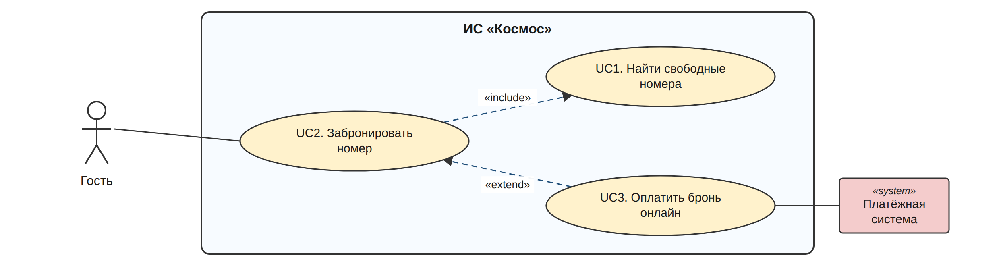 ИС «Космос»
UC1. Найти свободные
номера
«include»
UC2. Забронировать
номер
Гость
«extend»
UC3. Оплатить бронь
онлайн
«system»
Платёжная
система